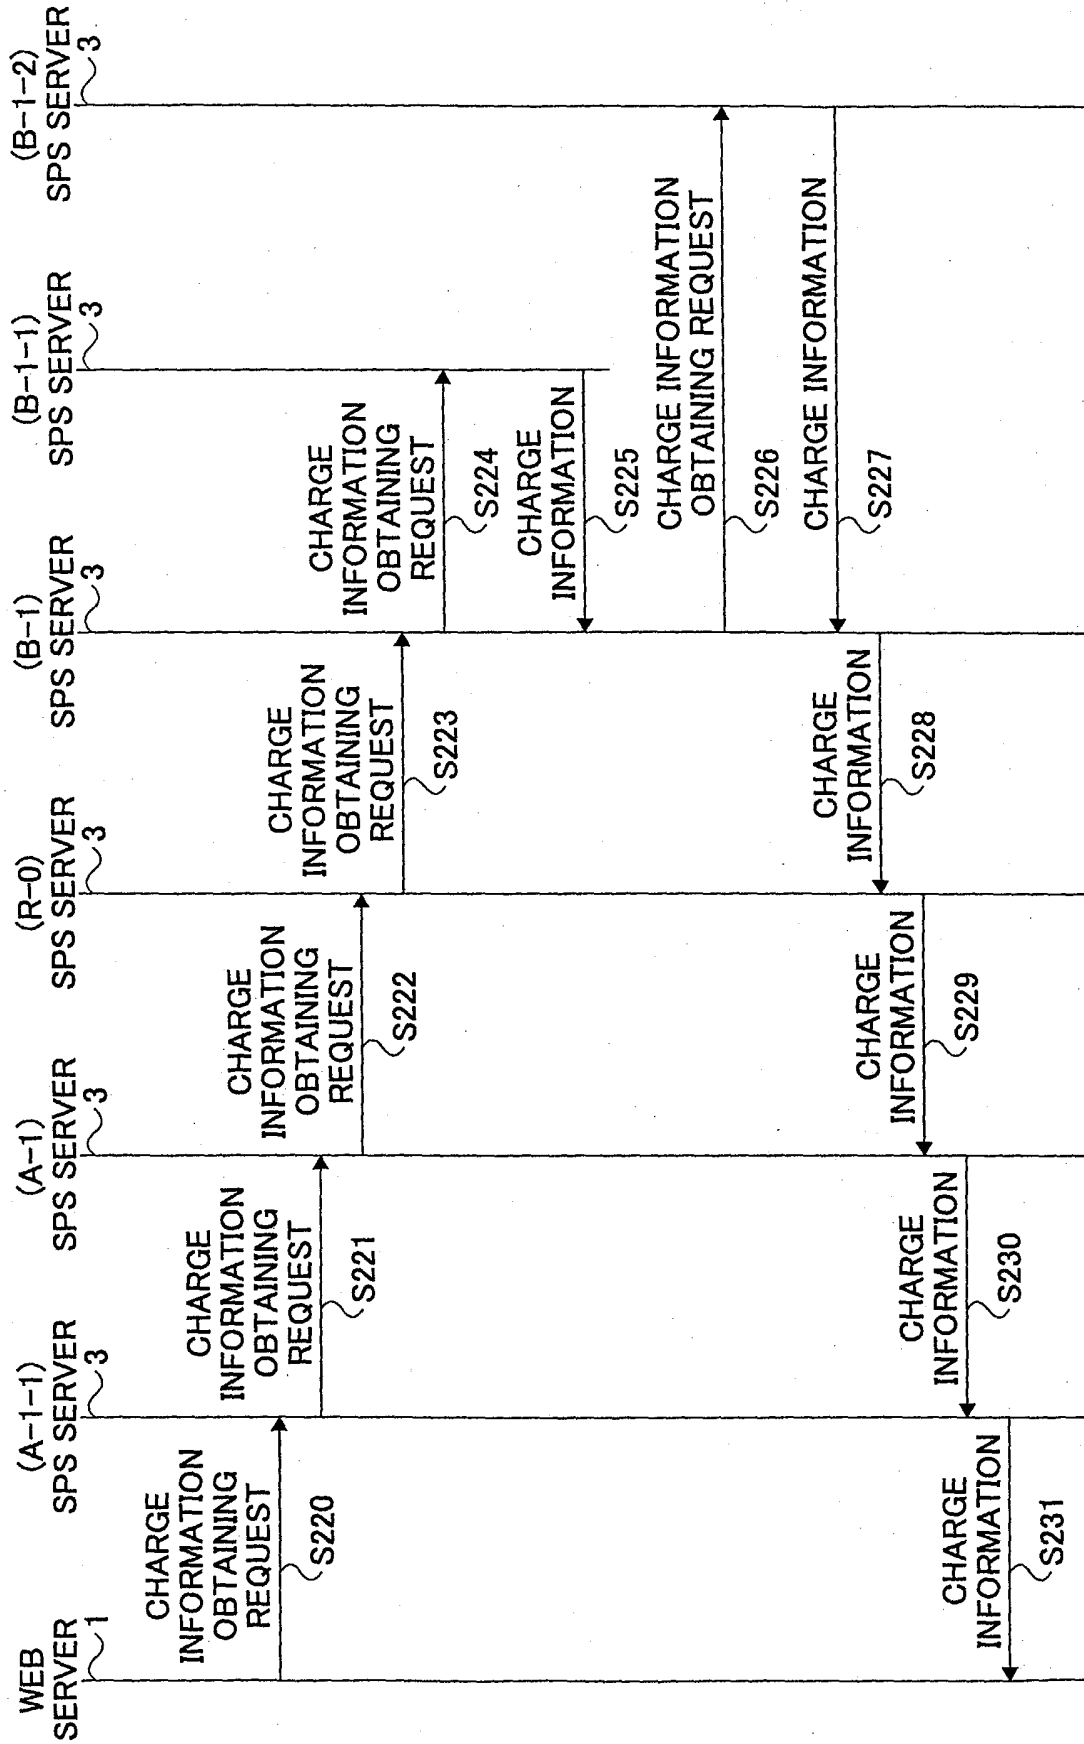 WEB
SERVER
1
(A-1-1)
SPS SERVER
3
(A-1)
SPS SERVER
3
(R-0)
SPS SERVER
3
(B-1)
SPS SERVER
3
(B-1-1)
SPS SERVER
3
(B-1-2)
SPS SERVER
3
CHARGE
INFORMATION
OBTAINING
REQUEST
S220
CHARGE
INFORMATION
OBTAINING
REQUEST
S221
CHARGE
INFORMATION
OBTAINING
REQUEST
S222
CHARGE
INFORMATION
OBTAINING
REQUEST
S223
CHARGE
INFORMATION
OBTAINING
REQUEST
S224
CHARGE
INFORMATION
S225
CHARGE INFORMATION
OBTAINING REQUEST
S226
CHARGE INFORMATION
S227
CHARGE
INFORMATION
S228
CHARGE
INFORMATION
S229
CHARGE
INFORMATION
S230
CHARGE
INFORMATION
S231